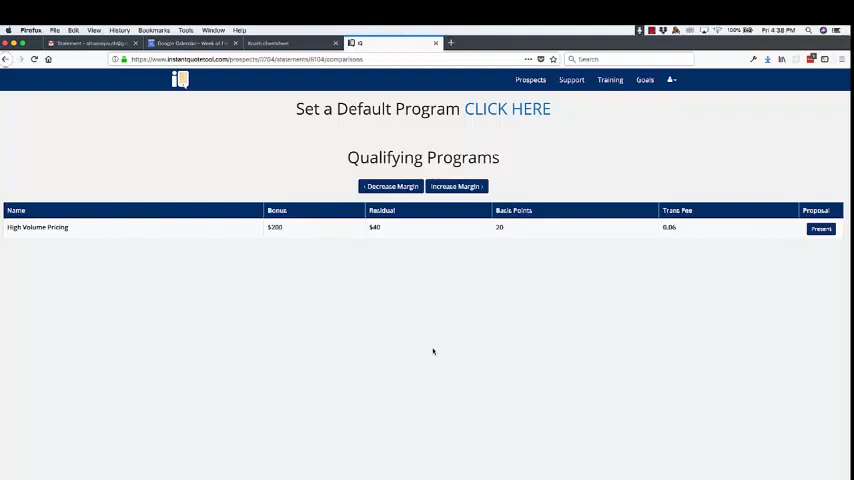 Firefox File Edit View History Bookmarks Tools Window Help 100% Fri 4:38 PM
Google Calendar - Week of F iQ
https://www.instantquotetool.com/prospects/3704/statements/6104/comparisons Search
iQ Prospects Support Training Goals
Set a Default Program CLICK HERE
Qualifying Programs
‹ Decrease Margin Increase Margin ›
Name Bonus Residual Basis Points Trans Fee Proposal
High Volume Pricing $200 $40 20 0.06 Present